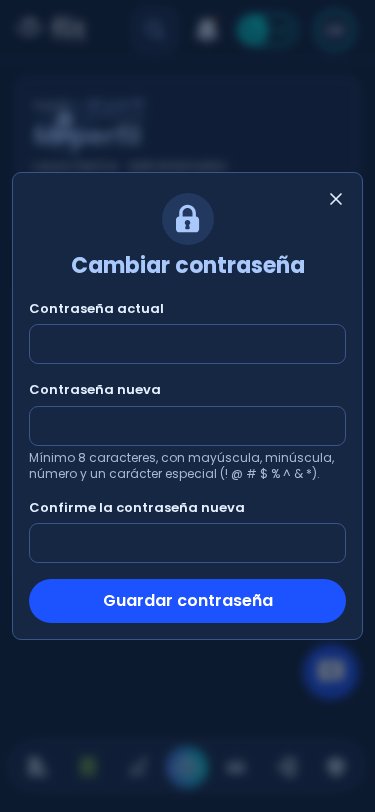 Cambiar contraseña
Contraseña actual
Contraseña nueva
Mínimo 8 caracteres, con mayúscula, minúscula,
número y un carácter especial (! @ # $ % ^ & *).
Confirme la contraseña nueva
Guardar contraseña